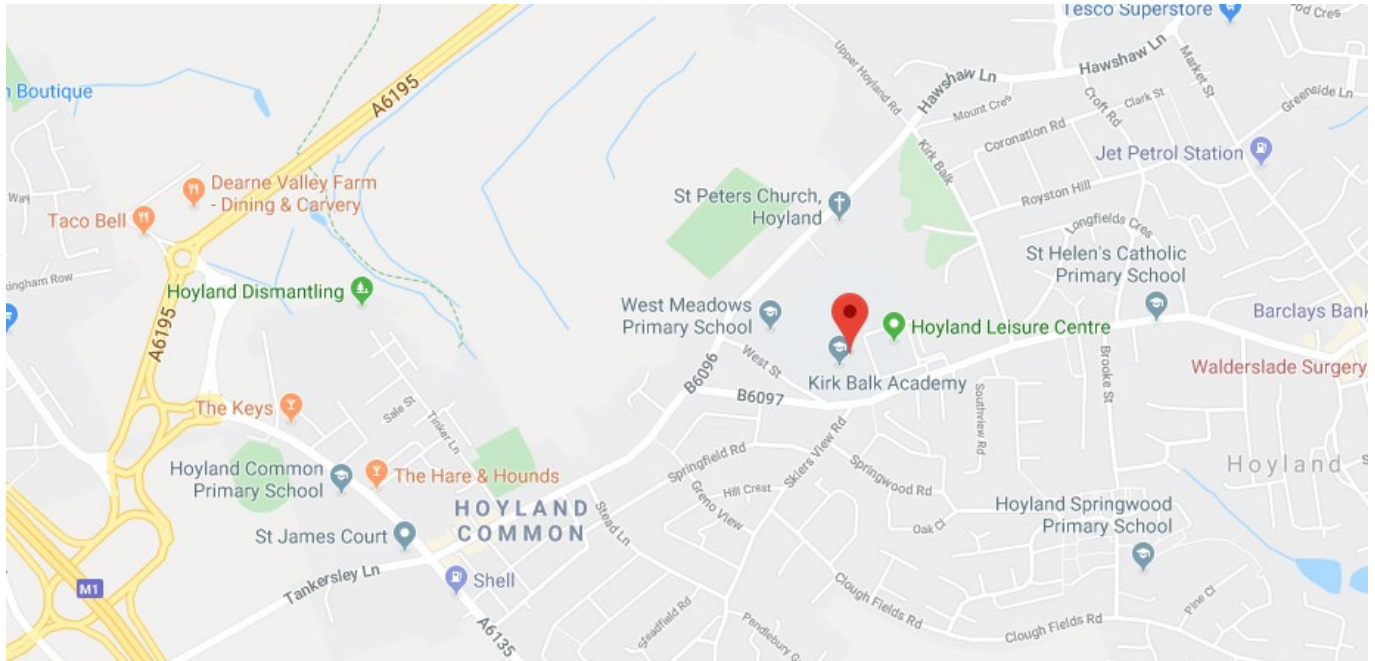 Tesco Superstore
Hawshaw Ln
Hawshaw Ln
Upper Hoyland Rd
Market St
Greenside Ln
n Boutique
A6195
Mount Cres
Croft Rd
Clark St
Coronation Rd
Kirk Balk
Jet Petrol Station
Dearne Valley Farm
- Dining & Carvery
Taco Bell
St Peters Church,
Hoyland
Royston Hill
Longfields Cres
St Helen's Catholic
Primary School
kingham Row
Hoyland Dismantling
West Meadows
Primary School
Hoyland Leisure Centre
Barclays Bank
A6195
West St
Kirk Balk Academy
Walderslade Surgery
B6096
B6097
Brooke St
Southview Rd
The Keys
Sale St
Tinker Ln
Skiers View Rd
Springfield Rd
Springwood Rd
Hoyland
Hoyland Common
Primary School
The Hare & Hounds
Hill Crest
Greno View
Oak Cl
Hoyland Springwood
Primary School
HOYLAND
COMMON
Stead Ln
St James Court
Tankersley Ln
Shell
M1
A6135
Steadfield Rd
Clough Fields Rd
Clough Fields Rd
Pine Cl